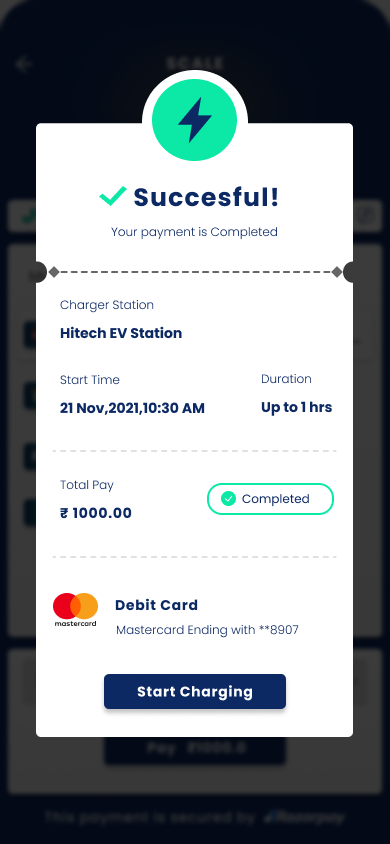 SCALE
Succesful!
Your payment is Completed
Charger Station
Hitech EV Station
Start Time
Duration
21 Nov,2021,10:30 AM
Up to 1 hrs
Total Pay
₹ 1000.00
Completed
mastercard
Debit Card
Mastercard Ending with **8907
Start Charging
Pay ₹1000.0
This payment is secured by Razorpay